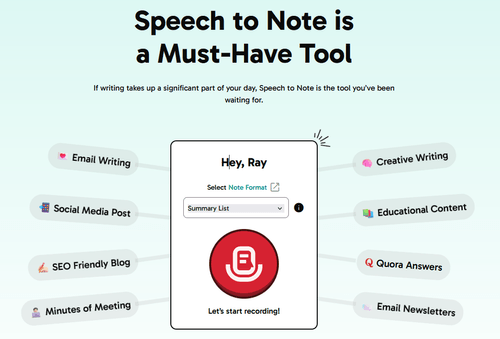 Speech to Note is
a Must-Have Tool
If writing takes up a significant part of your day, Speech to Note is the tool you've been
waiting for.
Email Writing
Social Media Post
SEO Friendly Blog
Minutes of Meeting
Hey, Ray
Select Note Format
Summary List
Let's start recording!
Creative Writing
Educational Content
Quora Answers
Email Newsletters